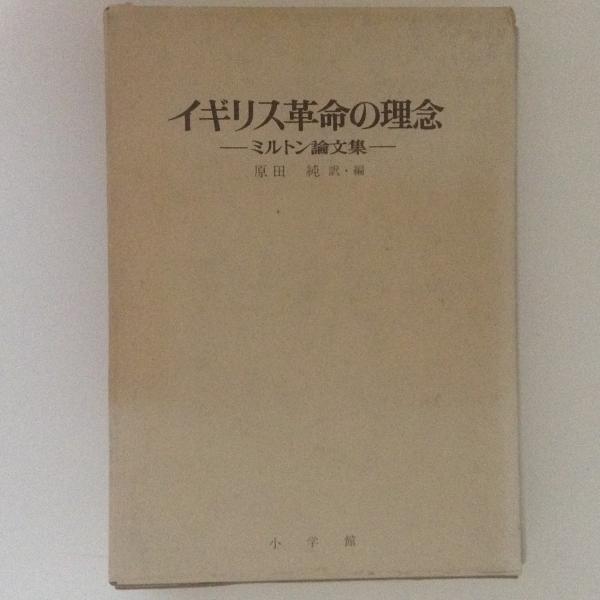 イギリス革命の理念
―ミルトン論文集―
原田 純 訳・編
小学館